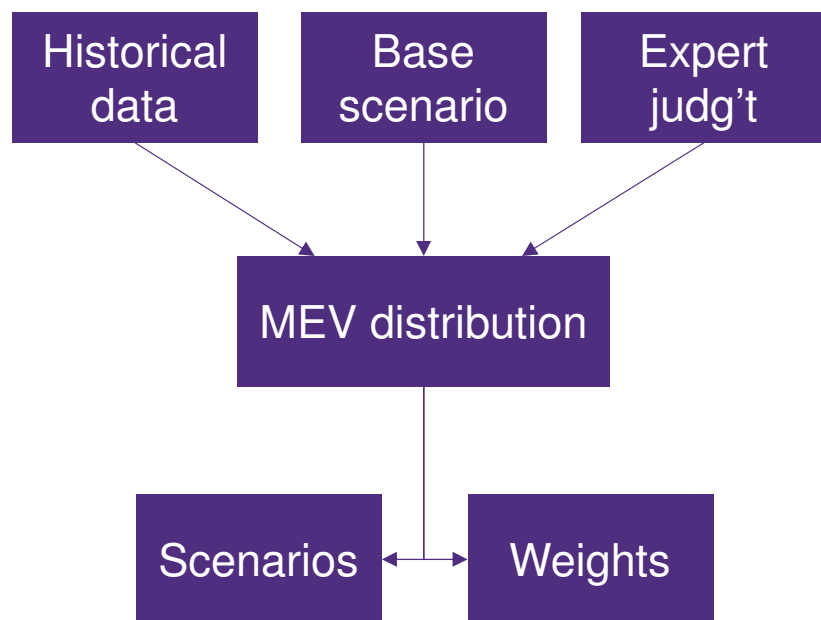 Historical
data
Base
scenario
Expert
judg't
MEV distribution
Scenarios
Weights